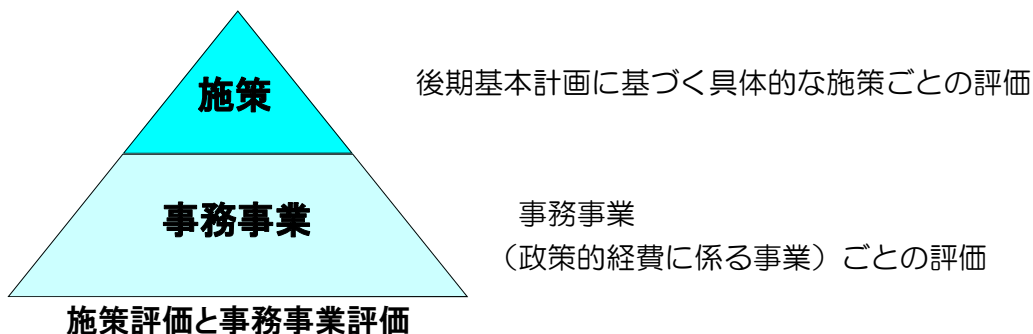 施策
後期基本計画に基づく具体的な施策ごとの評価
事務事業
事務事業
（政策的経費に係る事業）ごとの評価
施策評価と事務事業評価